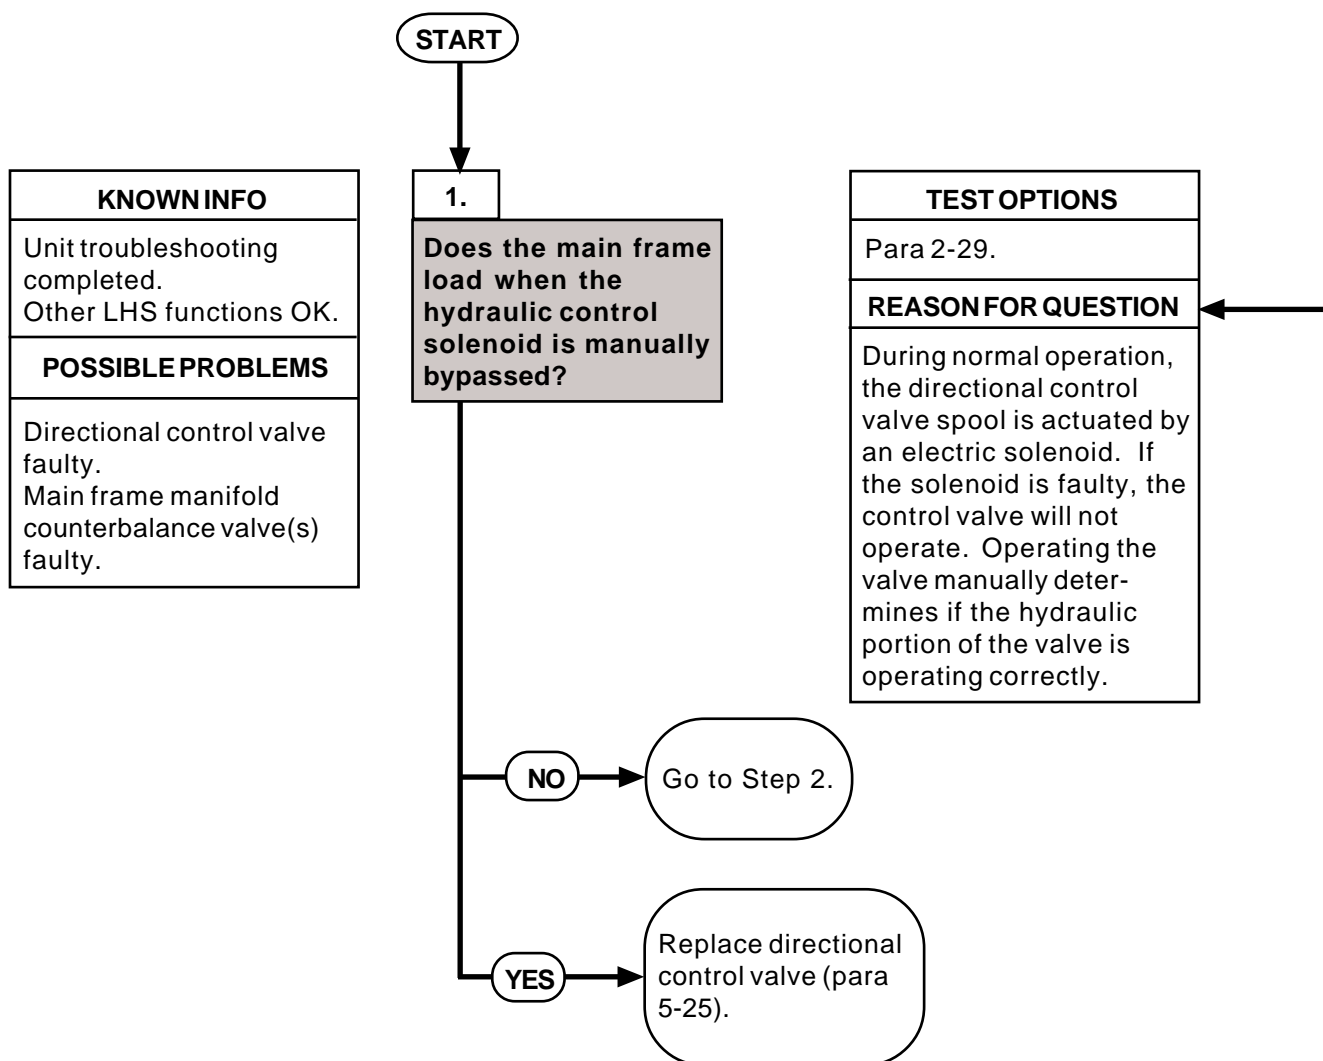 START
KNOWN INFO
Unit troubleshooting
completed.
Other LHS functions OK.
POSSIBLE PROBLEMS
Directional control valve
faulty.
Main frame manifold
counterbalance valve(s)
faulty.
1.
Does the main frame
load when the
hydraulic control
solenoid is manually
bypassed?
TEST OPTIONS
Para 2-29.
REASON FOR QUESTION
During normal operation,
the directional control
valve spool is actuated by
an electric solenoid. If
the solenoid is faulty, the
control valve will not
operate. Operating the
valve manually deter-
mines if the hydraulic
portion of the valve is
operating correctly.
NO
Go to Step 2.
YES
Replace directional
control valve (para
5-25).